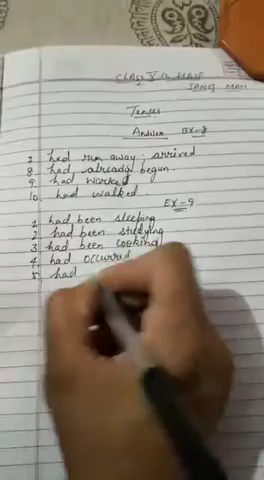 CLASS V
Tenses
Answer Ex-8
7. had run away ; arrived
8. had already begun.
9. had worked
10. had walked.
Ex-9
1. had been sleeping
2. had been studying
3. had been cooking
4. had occurred
5. had